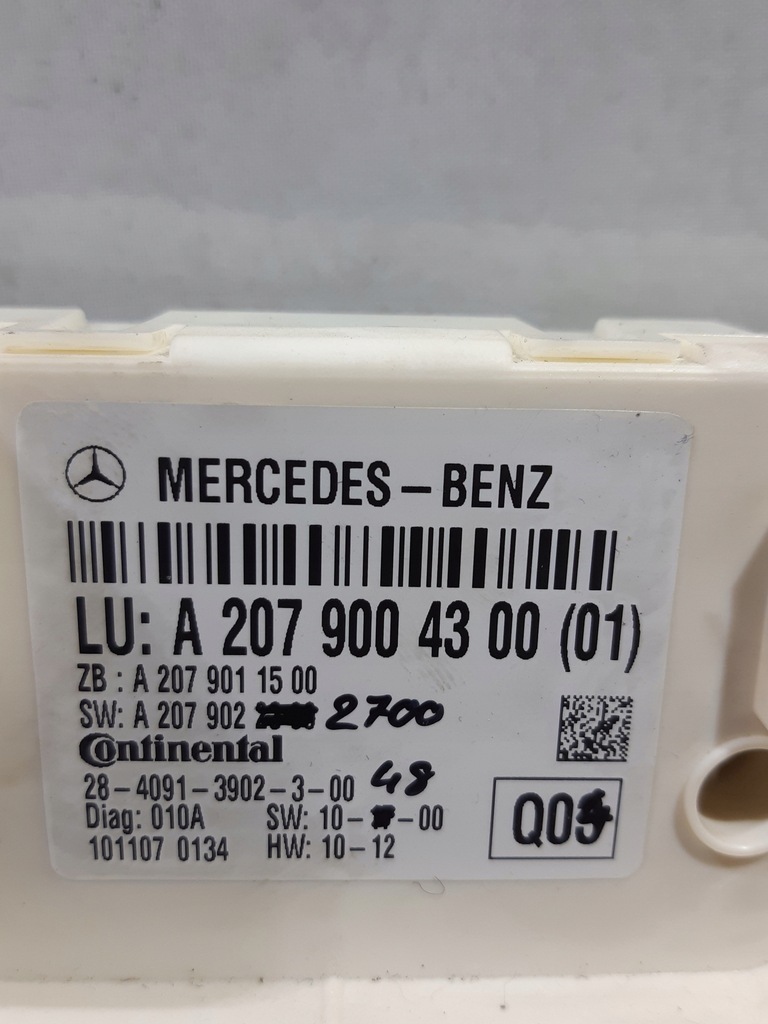 MERCEDES-BENZ
LU: A 207 900 43 00 (01)
ZB : A 207 901 15 00
SW: A 207 902 2700
Continental
28-4091-3902-3-00 48
Diag: 010A SW: 10- -00
101107 0134 HW: 10-12